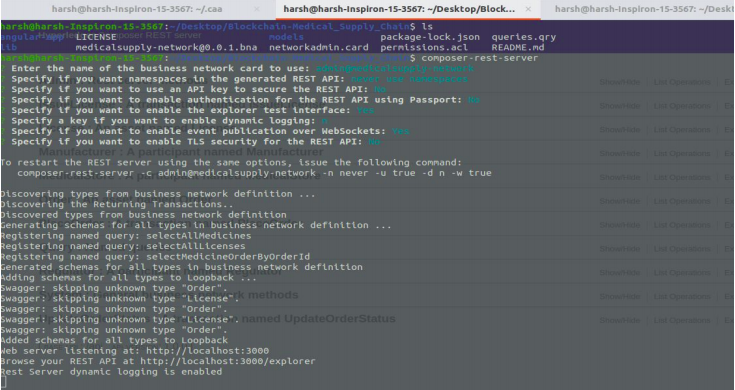 harsh@harsh-Inspiron-15-3567: ~/.caa × harsh@harsh-Inspiron-15-3567: ~/Desktop/Block... × harsh@harsh-Inspiron-15-3567: ~/Deskt
harsh@harsh-Inspiron-15-3567:~/Desktop/Blockchain-Medical_Supply_Chain$ ls
angular-app LICENSE models package-lock.json queries.qry
lib medicalsupply-network@0.0.1.bna networkadmin.card permissions.acl README.md
harsh@harsh-Inspiron-15-3567:~/Desktop/Blockchain-Medical_Supply_Chain$ composer-rest-server
? Enter the name of the business network card to use: admin@medicalsupply-network
? Specify if you want namespaces in the generated REST API: never use namespaces
? Specify if you want to use an API key to secure the REST API: No
? Specify if you want to enable authentication for the REST API using Passport: No
? Specify if you want to enable the explorer test interface: Yes
? Specify a key if you want to enable dynamic logging: n
? Specify if you want to enable event publication over WebSockets: Yes
? Specify if you want to enable TLS security for the REST API: No
Manufacturer : A participant named Manufacturer
To restart the REST server using the same options, issue the following command:
composer-rest-server -c admin@medicalsupply-network -n never -u true -d n -w true
Discovering types from business network definition ...
Discovering the Returning Transactions..
Discovered types from business network definition
Generating schemas for all types in business network definition ...
Registering named query: selectAllMedicines
Registering named query: selectAllLicenses
Registering named query: selectMedicineOrderByOrderId
Generated schemas for all types in business network definition
Adding schemas for all types to Loopback ...
Swagger: skipping unknown type "Order".
Swagger: skipping unknown type "License".
methods
Swagger: skipping unknown type "Order".
Swagger: skipping unknown type "License".
named UpdateOrderStatus
Swagger: skipping unknown type "Order".
Added schemas for all types to Loopback
Web server listening at: http://localhost:3000
Browse your REST API at http://localhost:3000/explorer
Rest Server dynamic logging is enabled